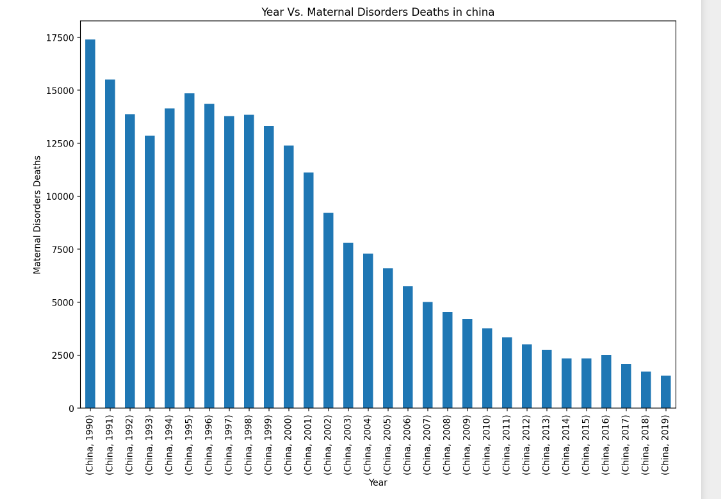 Year Vs. Maternal Disorders Deaths in china
17500
15000
12500
10000
7500
5000
2500
0
Maternal Disorders Deaths
(China, 1990)
(China, 1991)
(China, 1992)
(China, 1993)
(China, 1994)
(China, 1995)
(China, 1996)
(China, 1997)
(China, 1998)
(China, 1999)
(China, 2000)
(China, 2001)
(China, 2002)
(China, 2003)
(China, 2004)
(China, 2005)
(China, 2006)
(China, 2007)
(China, 2008)
(China, 2009)
(China, 2010)
(China, 2011)
(China, 2012)
(China, 2013)
(China, 2014)
(China, 2015)
(China, 2016)
(China, 2017)
(China, 2018)
(China, 2019)
Year